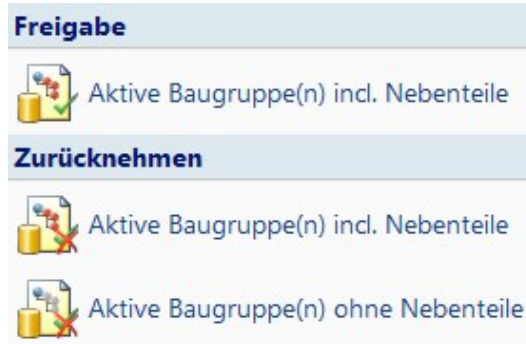 Freigabe
Aktive Baugruppe(n) incl. Nebenteile
Zurücknehmen
Aktive Baugruppe(n) incl. Nebenteile
Aktive Baugruppe(n) ohne Nebenteile